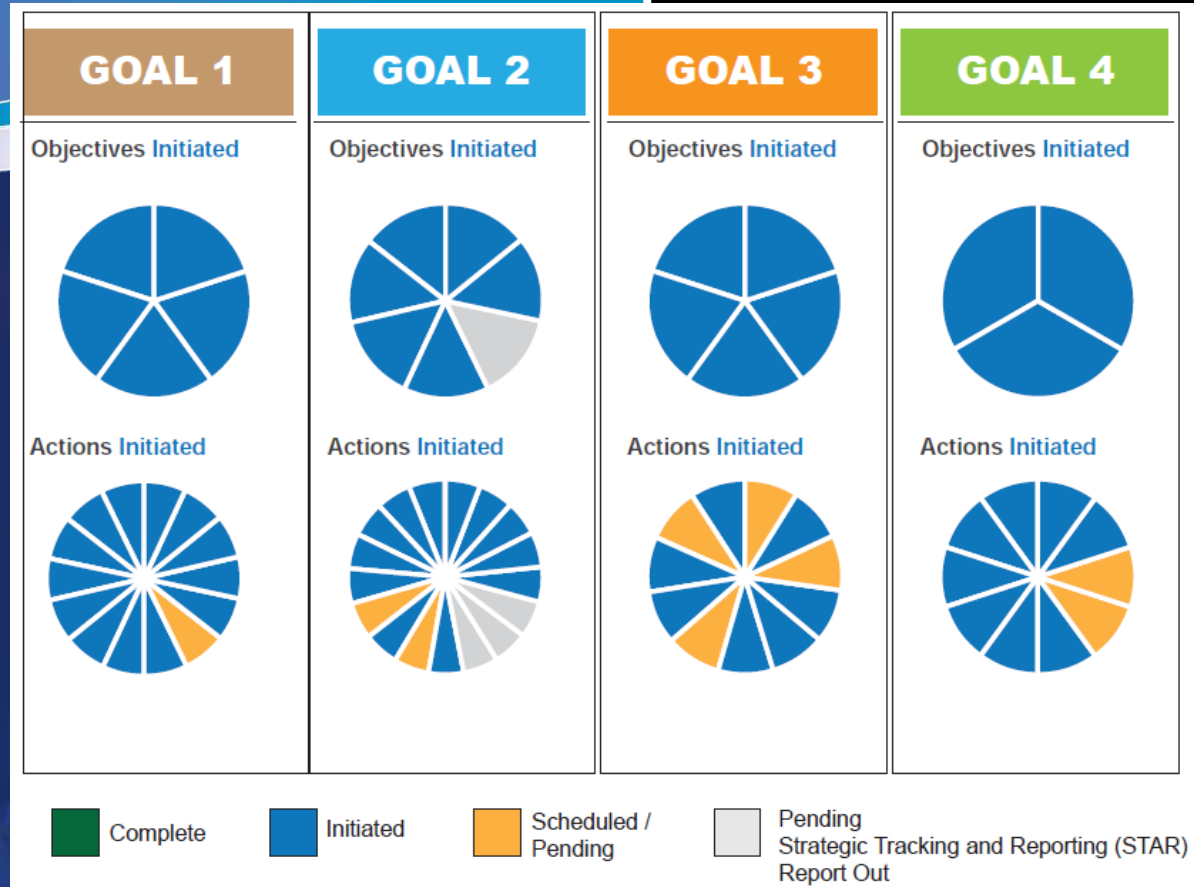 GOAL 1
GOAL 2
GOAL 3
GOAL 4
Objectives Initiated
Objectives Initiated
Objectives Initiated
Objectives Initiated
Actions Initiated
Actions Initiated
Actions Initiated
Actions Initiated
Complete
Initiated
Scheduled /
Pending
Pending
Strategic Tracking and Reporting (STAR)
Report Out